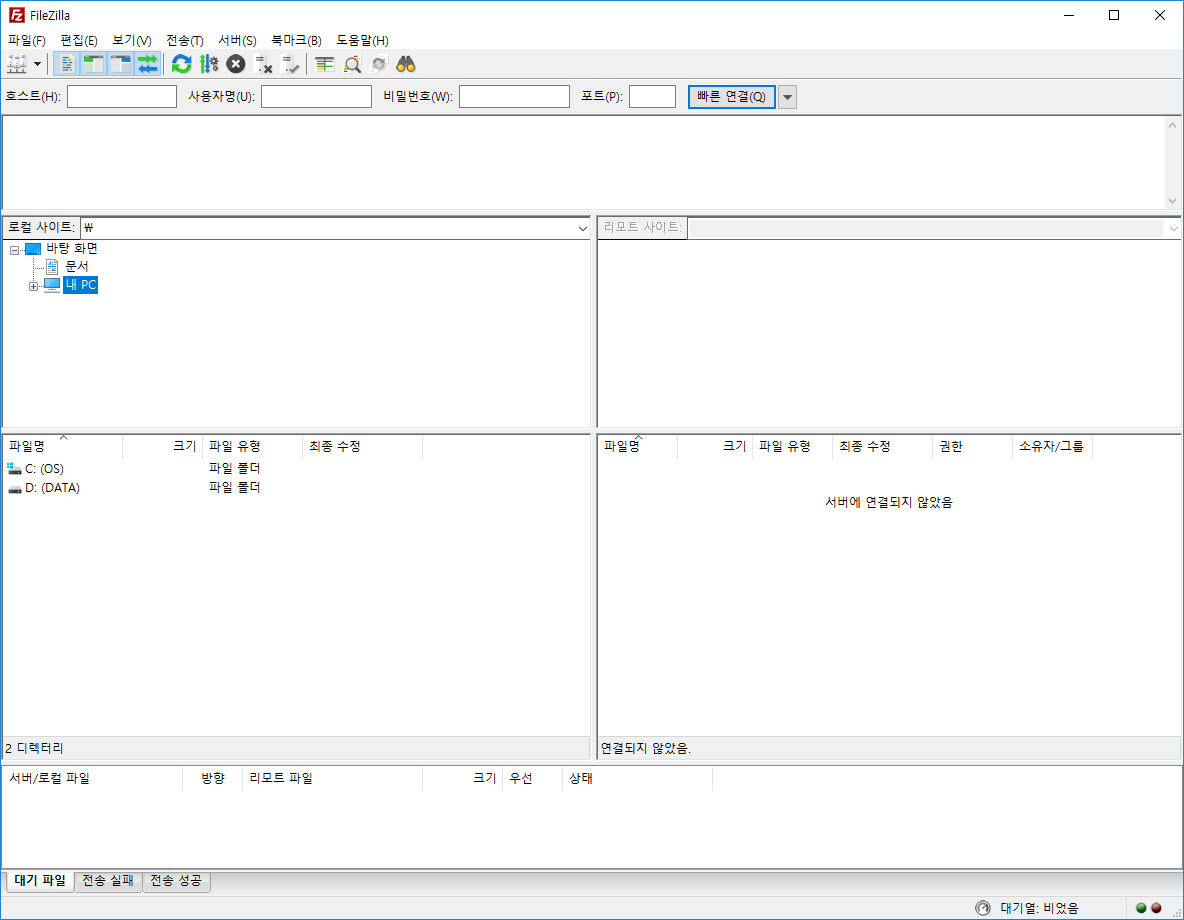 FileZilla
파일(F) 편집(E) 보기(V) 전송(T) 서버(S) 북마크(B) 도움말(H)
호스트(H): 사용자명(U): 비밀번호(W): 포트(P): 빠른 연결(Q)
로컬 사이트: ₩
바탕 화면
문서
내 PC
리모트 사이트:
파일명 크기 파일 유형 최종 수정
C: (OS) 파일 폴더
D: (DATA) 파일 폴더
2 디렉터리
파일명 크기 파일 유형 최종 수정 권한 소유자/그룹
서버에 연결되지 않았음
연결되지 않았음.
서버/로컬 파일 방향 리모트 파일 크기 우선 상태
대기 파일 전송 실패 전송 성공
대기열: 비었음